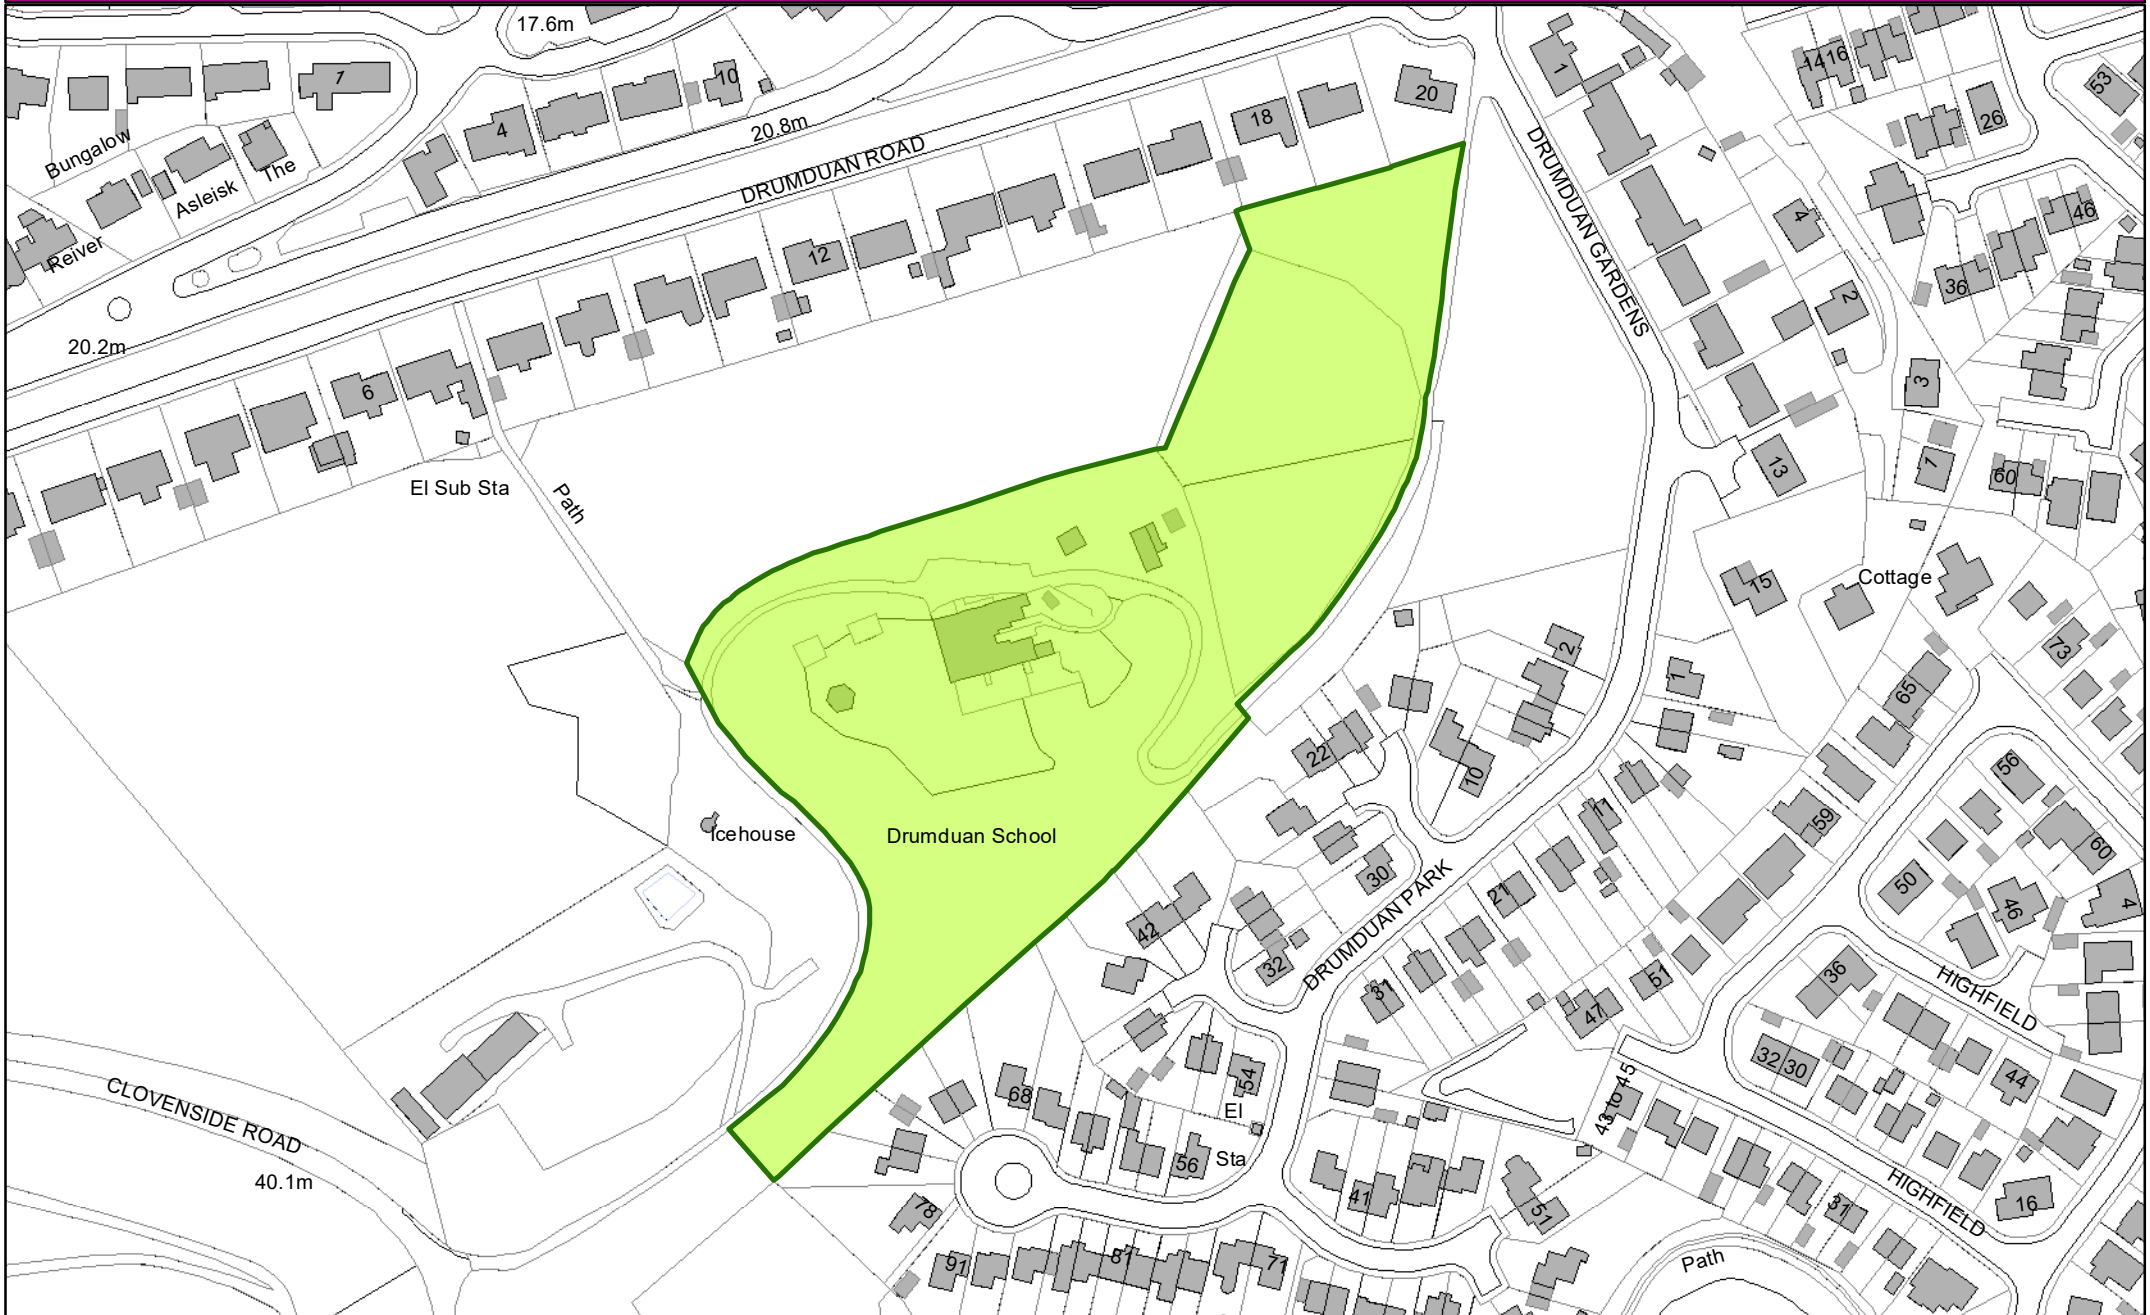 17.6m
1
10
4
20.8m
DRUMDUAN ROAD
Bungalow
Asleisk
The
Reiver
20.2m
18
20
12
6
El Sub Sta
Path
DRUMDUAN GARDENS
1
14
16
26
53
46
4
36
2
3
1
60
13
15
Cottage
73
65
1
2
10
22
Icehouse
Drumduan School
11
59
56
60
50
46
4
30
42
32
21
DRUMDUAN PARK
31
51
47
36
HIGHFIELD
32
30
44
43 to 45
CLOVENSIDE ROAD
40.1m
68
54
El
Sta
56
78
41
51
31
HIGHFIELD
16
91
81
71
Path